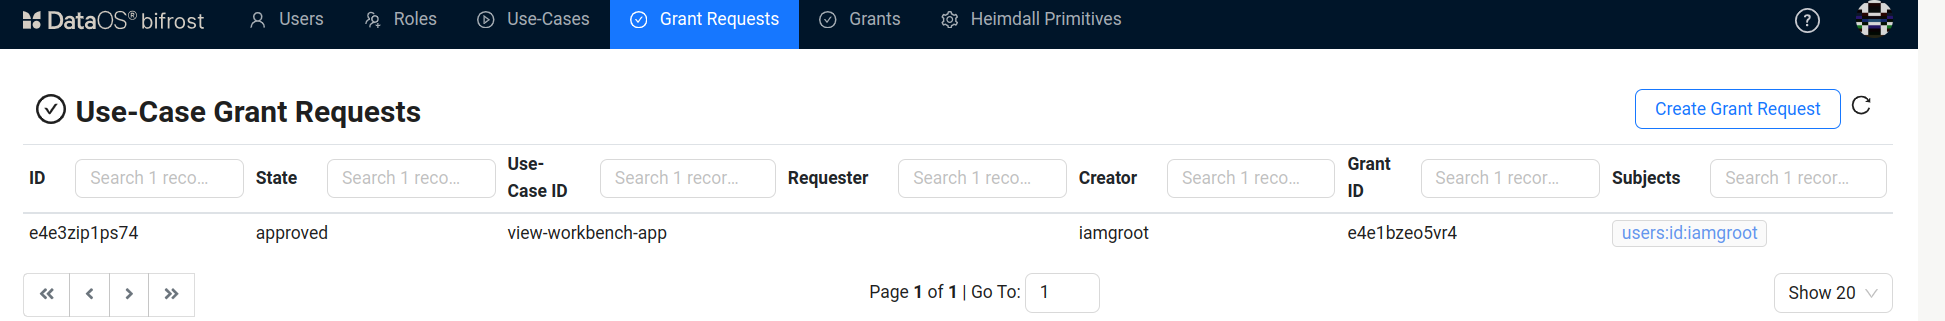 DataOS® bifrost Users Roles Use-Cases Grant Requests Grants Heimdall Primitives ?
Use-Case Grant Requests Create Grant Request
ID Search 1 reco... State Search 1 reco... Use-Case ID Search 1 recor... Requester Search 1 reco... Creator Search 1 reco... Grant ID Search 1 recor... Subjects Search 1 recor...
e4e3zip1ps74 approved view-workbench-app iamgroot e4e1bzeo5vr4 users:id:iamgroot
Page 1 of 1 | Go To: 1 Show 20